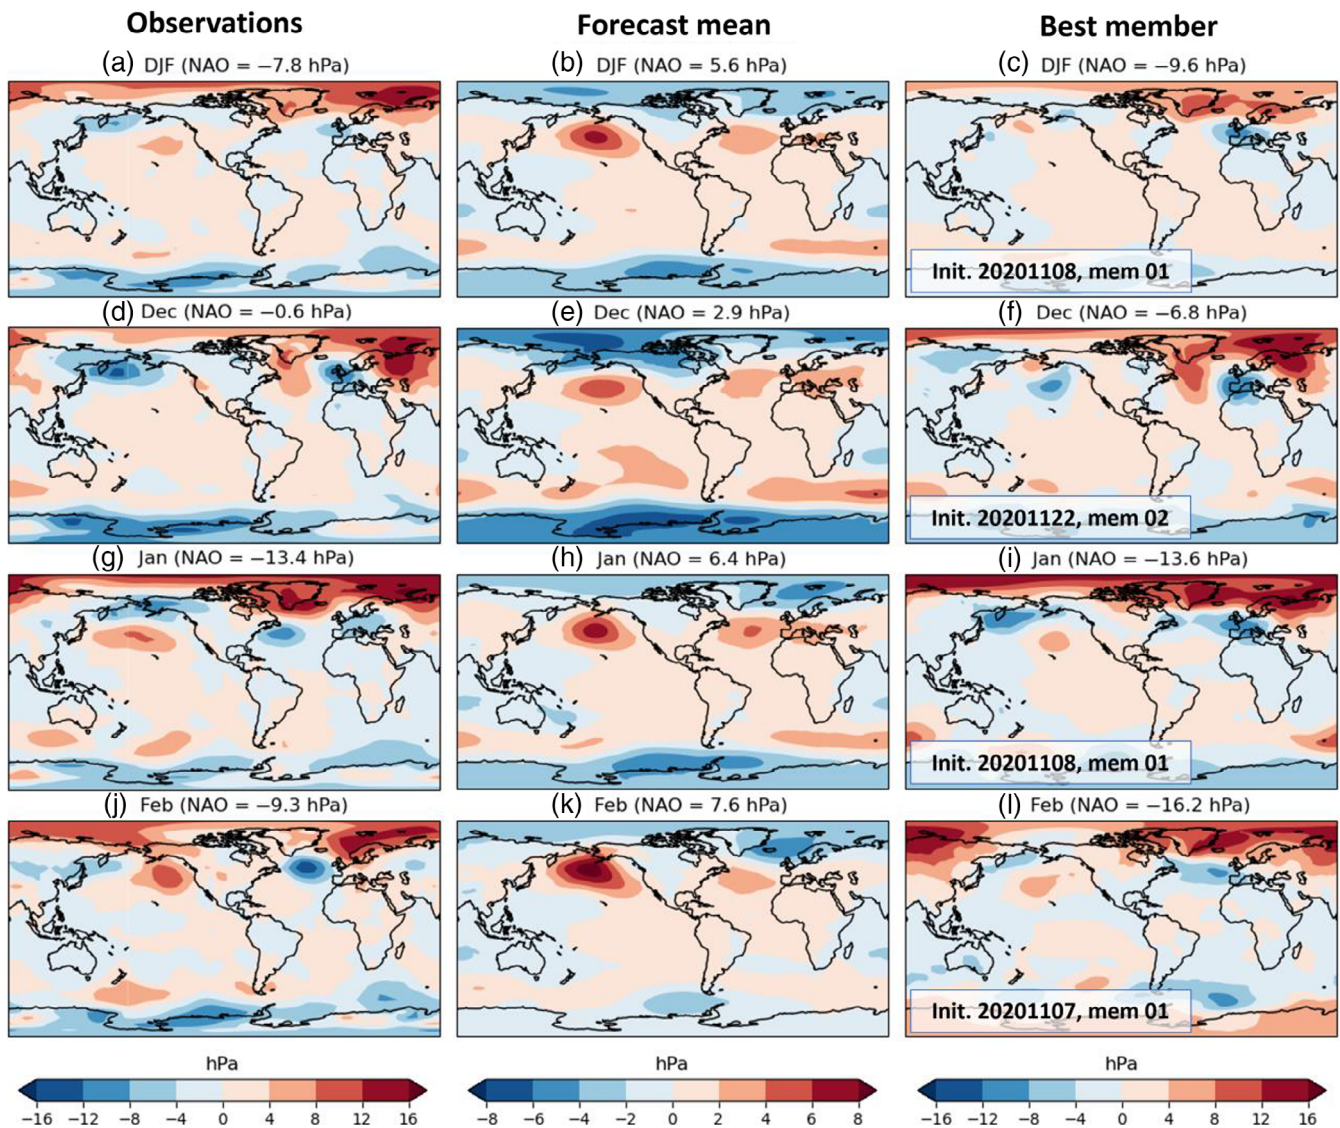 Observations Forecast mean Best member
(a) DJF (NAO = −7.8 hPa) (b) DJF (NAO = 5.6 hPa) (c) DJF (NAO = −9.6 hPa)
Init. 20201108, mem 01
(d) Dec (NAO = −0.6 hPa) (e) Dec (NAO = 2.9 hPa) (f) Dec (NAO = −6.8 hPa)
Init. 20201122, mem 02
(g) Jan (NAO = −13.4 hPa) (h) Jan (NAO = 6.4 hPa) (i) Jan (NAO = −13.6 hPa)
Init. 20201108, mem 01
(j) Feb (NAO = −9.3 hPa) (k) Feb (NAO = 7.6 hPa) (l) Feb (NAO = −16.2 hPa)
Init. 20201107, mem 01
hPa hPa hPa
−16 −12 −8 −4 0 4 8 12 16 −8 −6 −4 −2 0 2 4 6 8 −16 −12 −8 −4 0 4 8 12 16